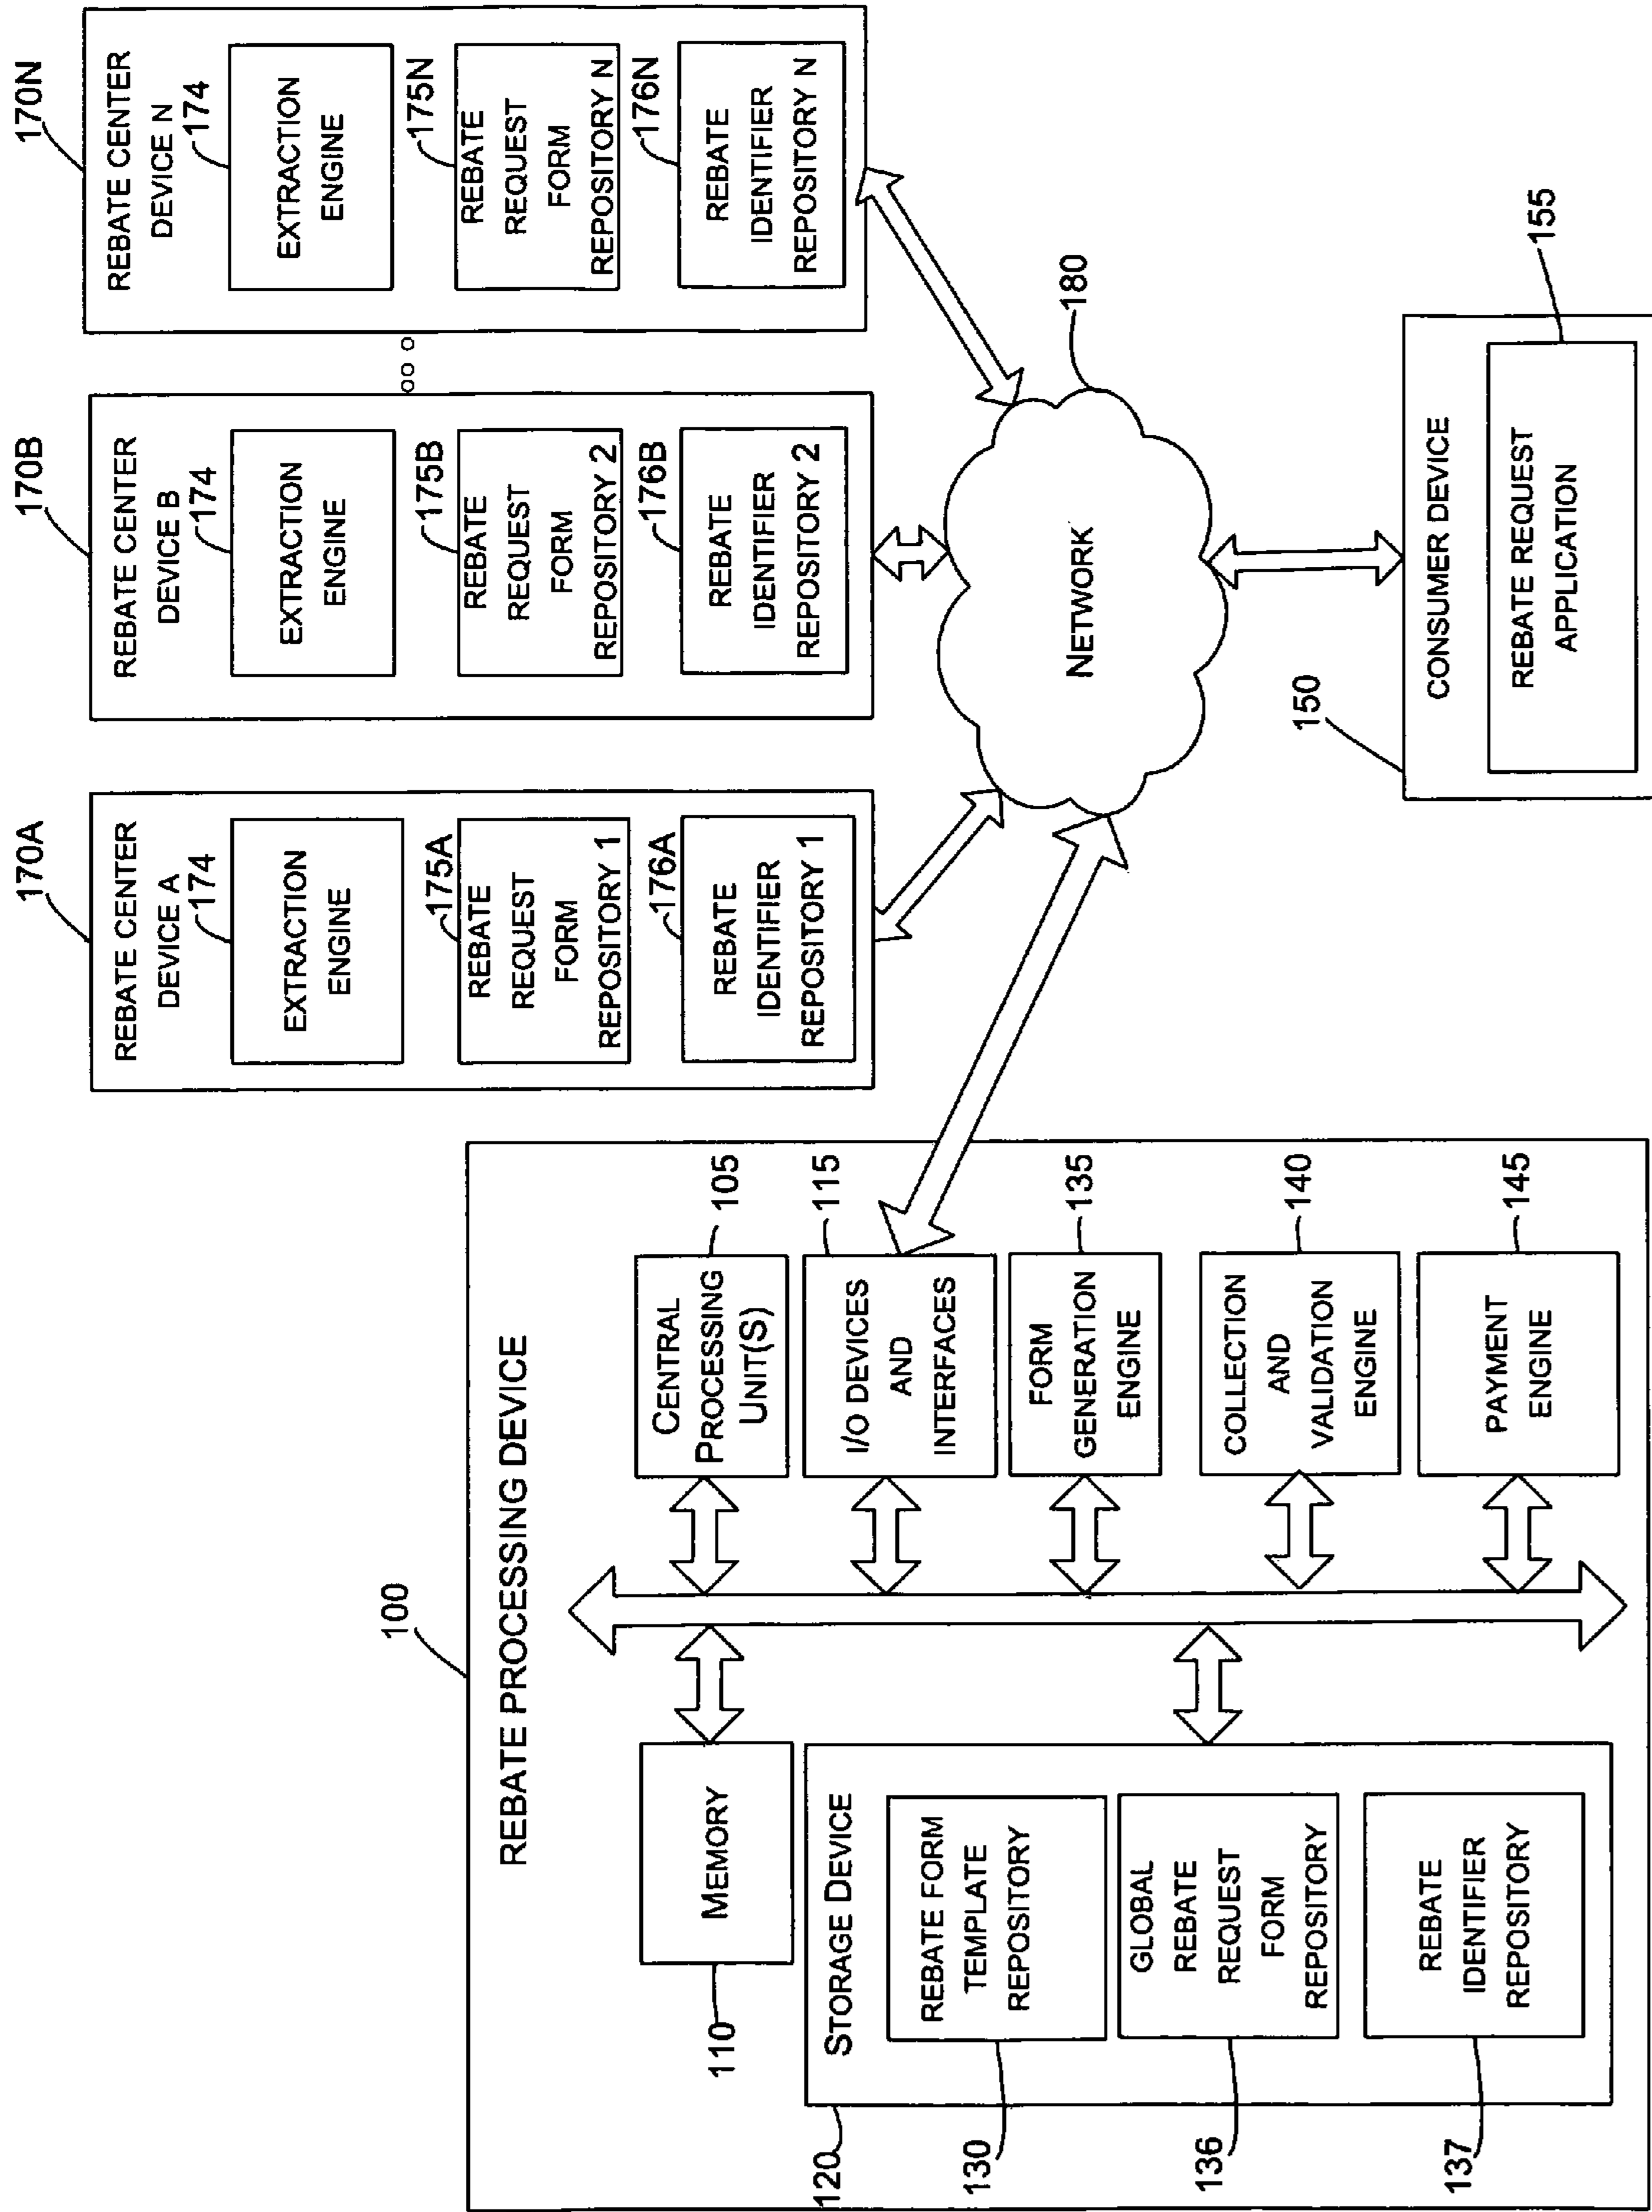 100
REBATE PROCESSING DEVICE
MEMORY
110
STORAGE DEVICE
120
REBATE FORM
TEMPLATE
REPOSITORY
130
GLOBAL
REBATE
REQUEST
FORM
REPOSITORY
136
REBATE
IDENTIFIER
REPOSITORY
137
CENTRAL
PROCESSING
UNIT(S)
105
I/O DEVICES
AND
INTERFACES
115
FORM
GENERATION
ENGINE
135
COLLECTION
AND
VALIDATION
ENGINE
140
PAYMENT
ENGINE
145
170A
REBATE CENTER
DEVICE A
174
EXTRACTION
ENGINE
175A
REBATE
REQUEST
FORM
REPOSITORY 1
176A
REBATE
IDENTIFIER
REPOSITORY 1
170B
REBATE CENTER
DEVICE B
174
EXTRACTION
ENGINE
175B
REBATE
REQUEST
FORM
REPOSITORY 2
176B
REBATE
IDENTIFIER
REPOSITORY 2
170N
REBATE CENTER
DEVICE N
174
EXTRACTION
ENGINE
175N
REBATE
REQUEST
FORM
REPOSITORY N
176N
REBATE
IDENTIFIER
REPOSITORY N
NETWORK
180
150
CONSUMER DEVICE
REBATE REQUEST
APPLICATION
155